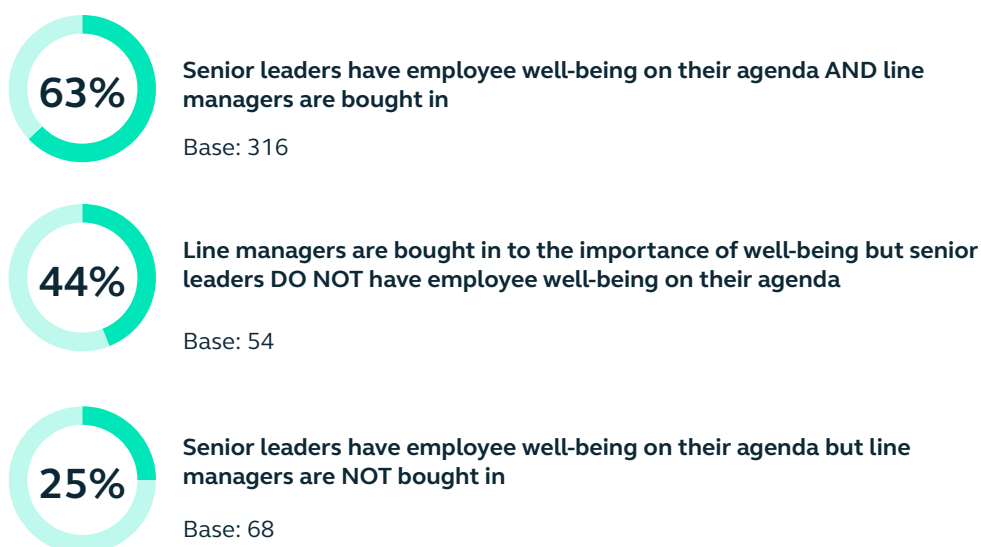 63%
Senior leaders have employee well-being on their agenda AND line
managers are bought in
Base: 316
44%
Line managers are bought in to the importance of well-being but senior
leaders DO NOT have employee well-being on their agenda
Base: 54
25%
Senior leaders have employee well-being on their agenda but line
managers are NOT bought in
Base: 68